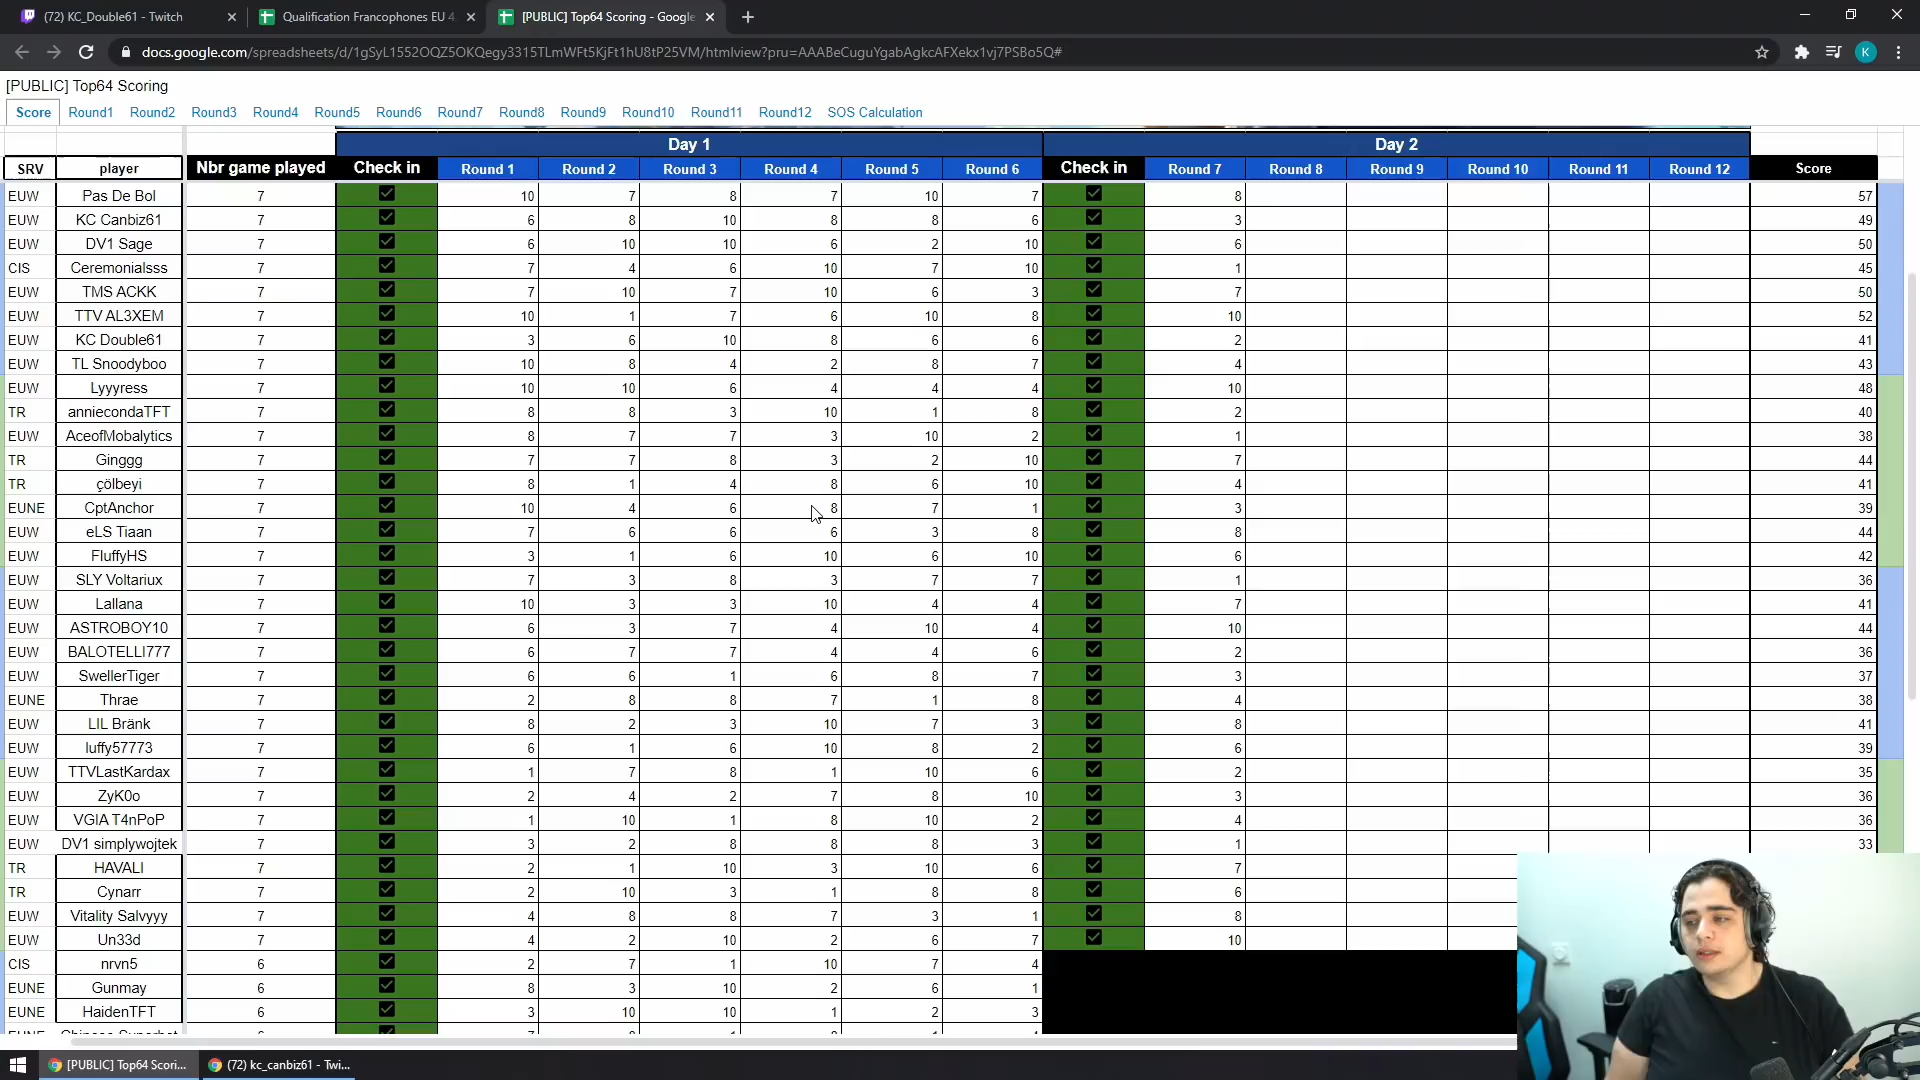 (72) KC_Double61 - Twitch
Qualification Francophones EU 4
[PUBLIC] Top64 Scoring - Google
docs.google.com/spreadsheets/d/1gSyL1552OQZ5OKQegy3315TLmWFt5KjFt1hU8tP25VM/htmlview?pru=AAABeCuguYgabAgkcAFXekx1vj7PSBo5Q#
K
[PUBLIC] Top64 Scoring
Score Round1 Round2 Round3 Round4 Round5 Round6 Round7 Round8 Round9 Round10 Round11 Round12 SOS Calculation
Day 1 Day 2
SRV player Nbr game played Check in Round 1 Round 2 Round 3 Round 4 Round 5 Round 6 Check in Round 7 Round 8 Round 9 Round 10 Round 11 Round 12 Score
EUW Pas De Bol 7 10 7 8 7 10 7 8 57
EUW KC Canbiz61 7 6 8 10 8 8 6 3 49
EUW DV1 Sage 7 6 10 10 6 2 10 6 50
CIS Ceremonialsss 7 7 4 6 10 7 10 1 45
EUW TMS ACKK 7 7 10 7 10 6 3 7 50
EUW TTV AL3XEM 7 10 1 7 6 10 8 10 52
EUW KC Double61 7 3 6 10 8 6 6 2 41
EUW TL Snoodyboo 7 10 8 4 2 8 7 4 43
EUW Lyyyress 7 10 10 6 4 4 4 10 48
TR anniecondaTFT 7 8 8 3 10 1 8 2 40
EUW AceofMobalytics 7 8 7 7 3 10 2 1 38
TR Ginggg 7 7 7 8 3 2 10 7 44
TR çölbeyi 7 8 1 4 8 6 10 4 41
EUNE CptAnchor 7 10 4 6 8 7 1 3 39
EUW eLS Tiaan 7 7 6 6 6 3 8 8 44
EUW FluffyHS 7 3 1 6 10 6 10 6 42
EUW SLY Voltariux 7 7 3 8 3 7 7 1 36
EUW Lallana 7 10 3 3 10 4 4 7 41
EUW ASTROBOY10 7 6 3 7 4 10 4 10 44
EUW BALOTELLI777 7 6 7 7 4 4 6 2 36
EUW SwellerTiger 7 6 6 1 6 8 7 3 37
EUNE Thrae 7 2 8 8 7 1 8 4 38
EUW LIL Bränk 7 8 2 3 10 7 3 8 41
EUW luffy57773 7 6 1 6 10 8 2 6 39
EUW TTVLastKardax 7 1 7 8 1 10 6 2 35
EUW ZyK0o 7 2 4 2 7 8 10 3 36
EUW VGIA T4nPoP 7 1 10 1 8 10 2 4 36
EUW DV1 simplywojtek 7 3 2 8 8 8 3 1 33
TR HAVALI 7 2 1 10 3 10 6 7
TR Cynarr 7 2 10 3 1 8 8 6
EUW Vitality Salvyyy 7 4 8 8 7 3 1 8
EUW Un33d 7 4 2 10 2 6 7 10
CIS nrvn5 6 2 7 1 10 7 4
EUNE Gunmay 6 8 3 10 2 6 1
EUNE HaidenTFT 6 3 10 10 1 2 3
[PUBLIC] Top64 Scori...
(72) kc_canbiz61 - Twi...